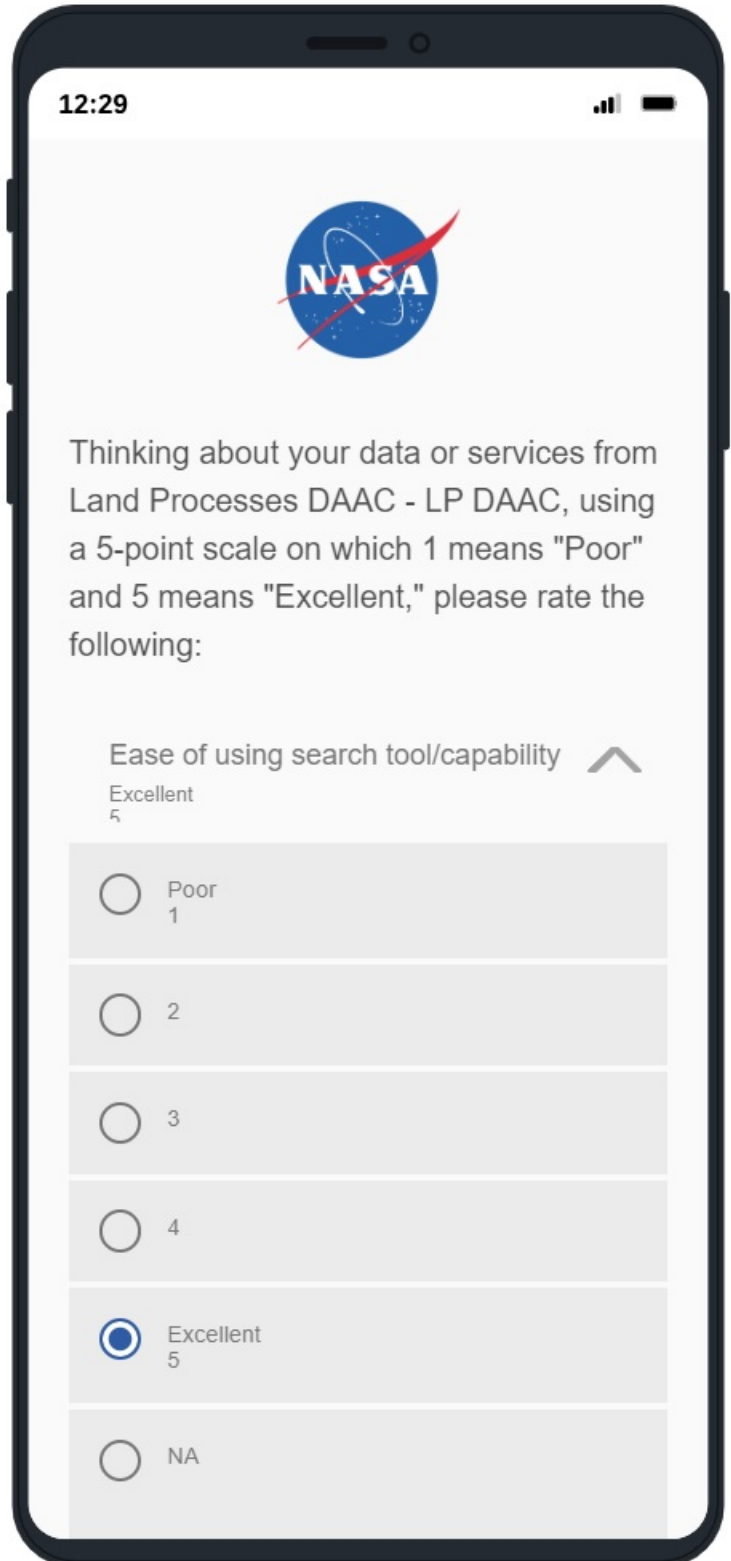 12:29
NASA
Thinking about your data or services from
Land Processes DAAC - LP DAAC, using
a 5-point scale on which 1 means "Poor"
and 5 means "Excellent," please rate the
following:
Ease of using search tool/capability
Excellent
5
Poor
1
2
3
4
Excellent
5
NA